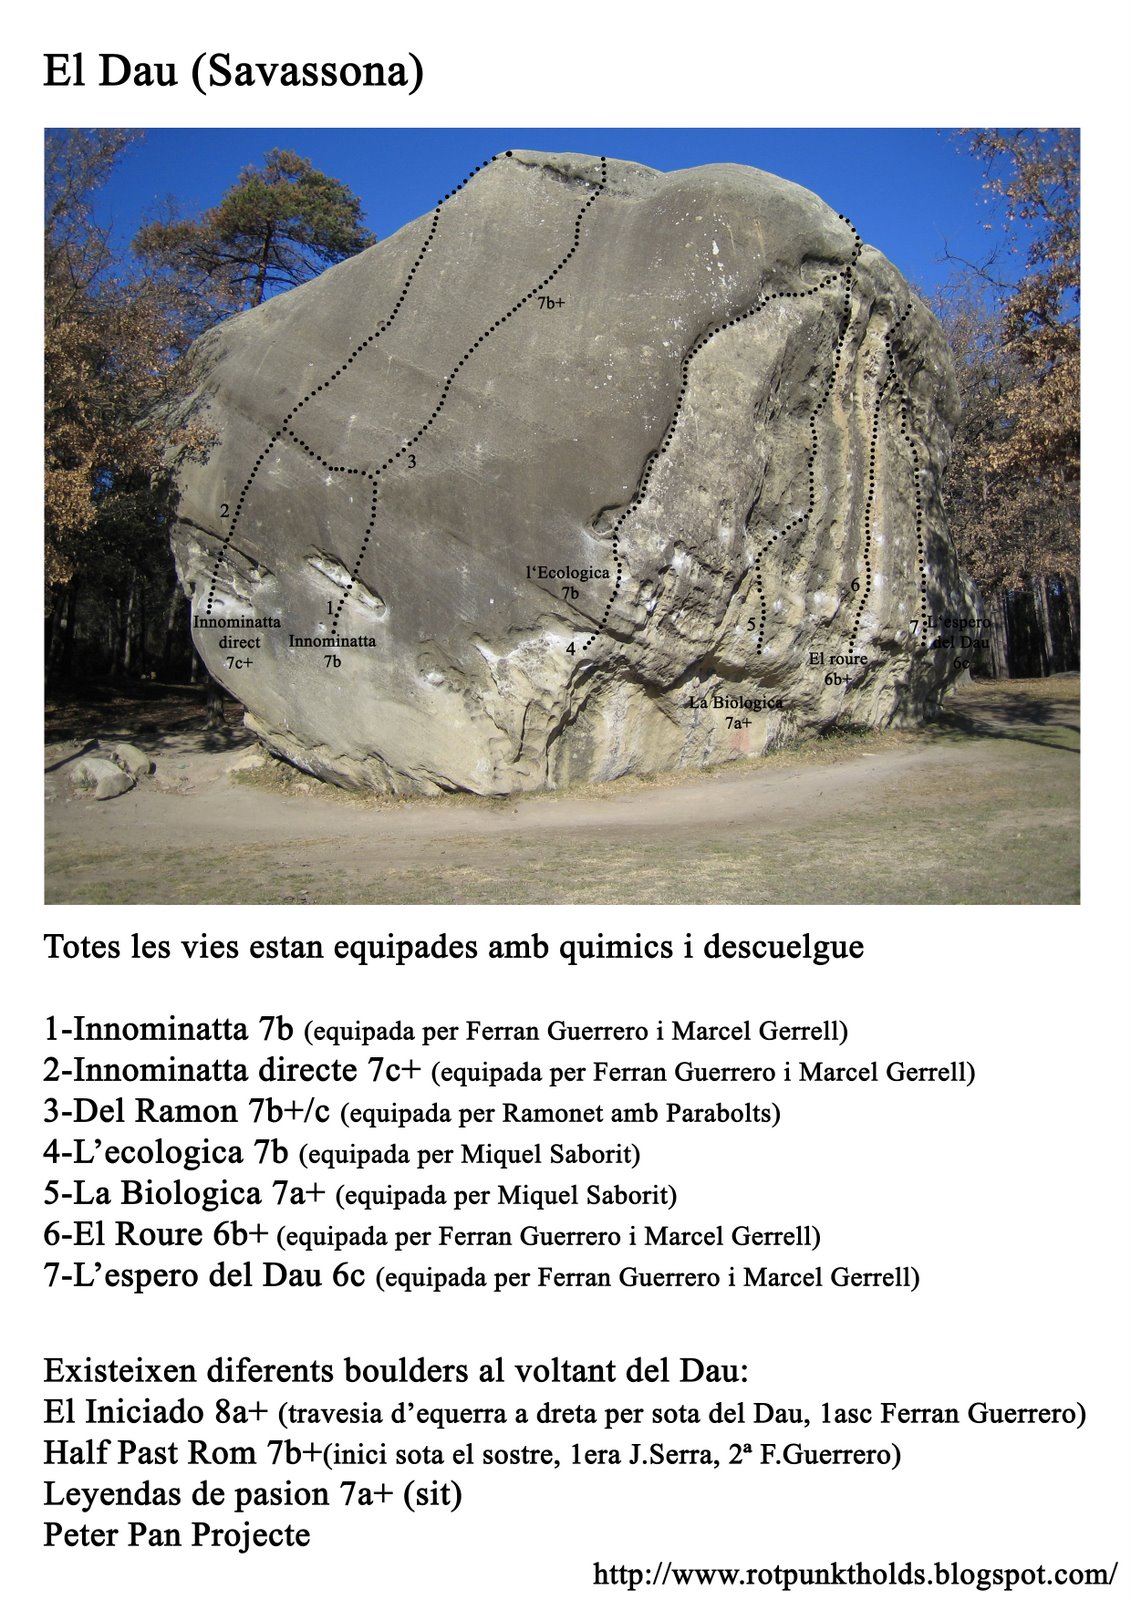 El Dau (Savassona)
7b+
3
2
l'Ecologica
7b
6
1
Innominatta
direct
7c+
Innominatta
7b
4
5
7
L'espero
del Dau
6c
El roure
6b+
La Biologica
7a+
Totes les vies estan equipades amb quimics i descuelgue
1-Innominatta 7b (equipada per Ferran Guerrero i Marcel Gerrell)
2-Innominatta directe 7c+ (equipada per Ferran Guerrero i Marcel Gerrell)
3-Del Ramon 7b+/c (equipada per Ramonet amb Parabolts)
4-L’ecologica 7b (equipada per Miquel Saborit)
5-La Biologica 7a+ (equipada per Miquel Saborit)
6-El Roure 6b+ (equipada per Ferran Guerrero i Marcel Gerrell)
7-L’espero del Dau 6c (equipada per Ferran Guerrero i Marcel Gerrell)
Existeixen diferents boulders al voltant del Dau:
El Iniciado 8a+ (travesia d’equerra a dreta per sota del Dau, 1asc Ferran Guerrero)
Half Past Rom 7b+(inici sota el sostre, 1era J.Serra, 2ª F.Guerrero)
Leyendas de pasion 7a+ (sit)
Peter Pan Projecte
http://www.rotpunktholds.blogspot.com/